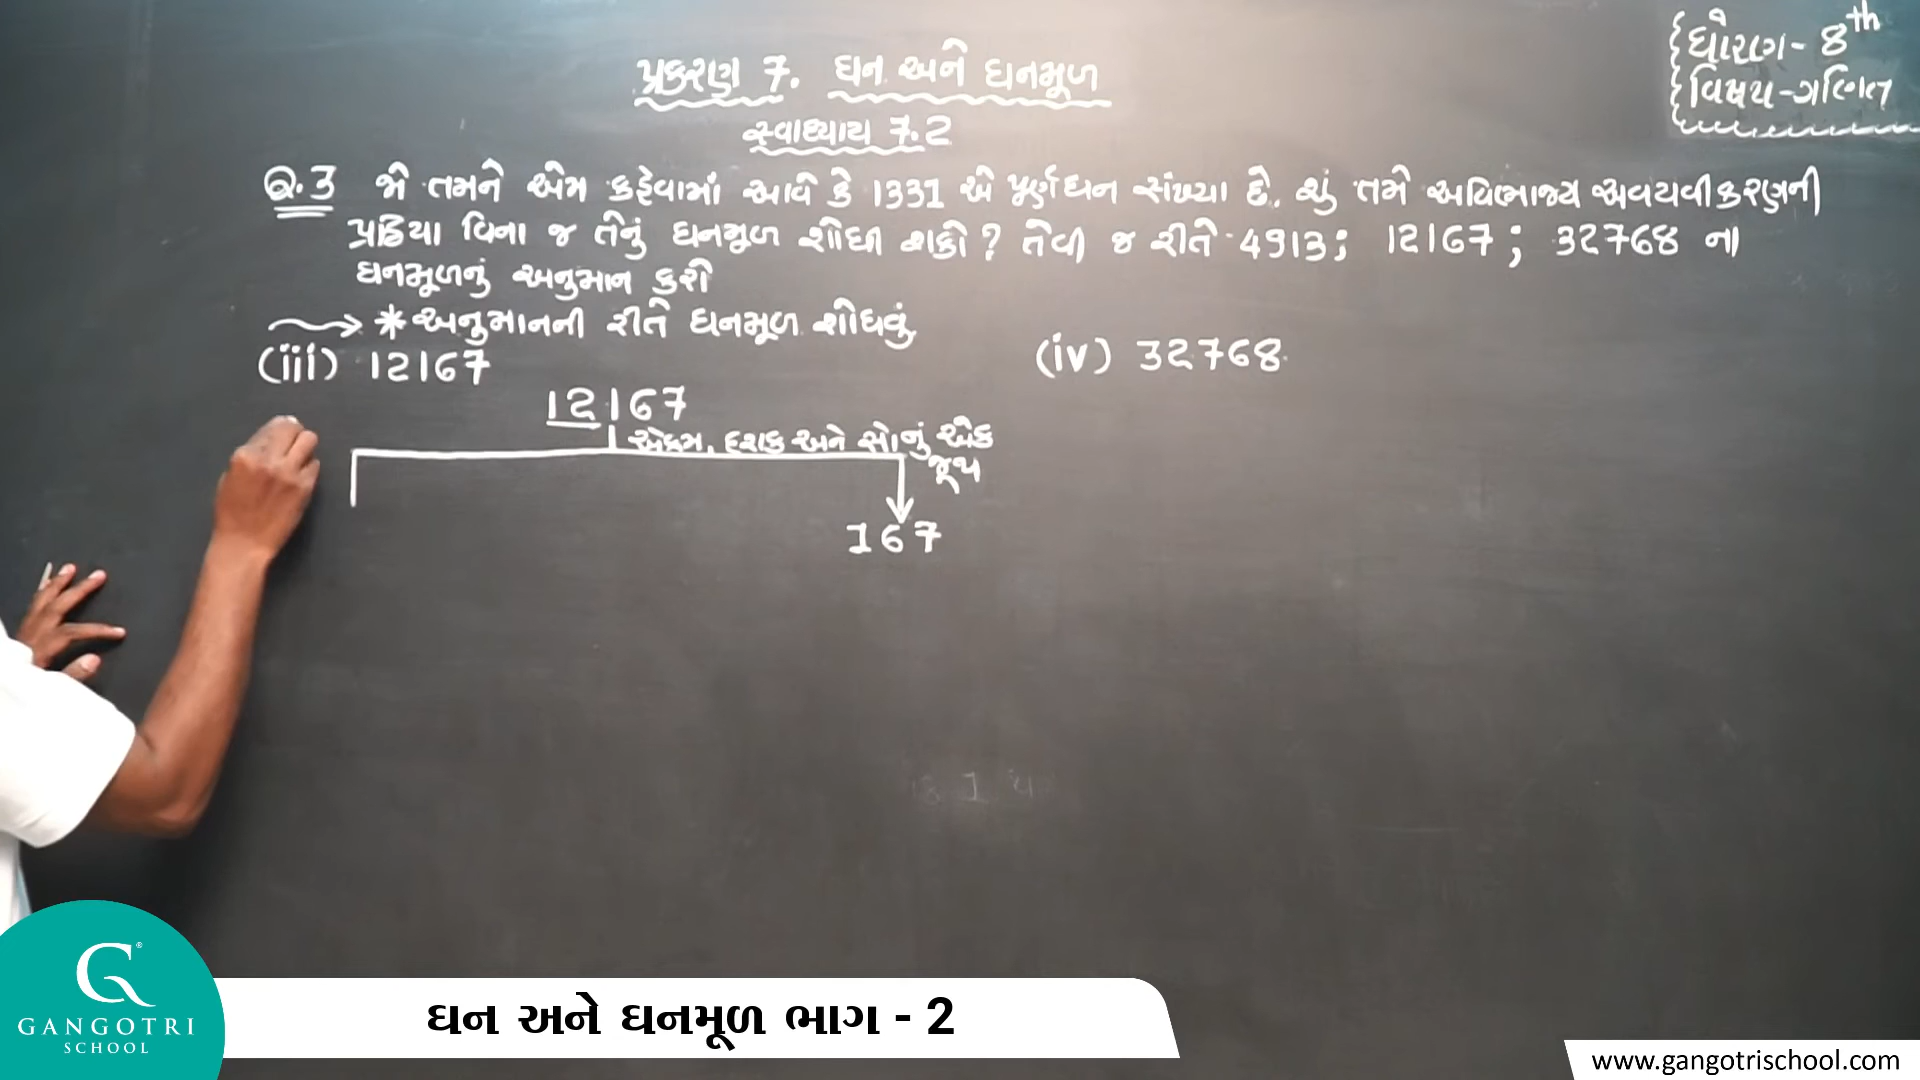 ધોરણ - 8th
વિષય - ગણિત
પ્રકરણ 7. ઘન અને ઘનમૂળ
સ્વાધ્યાય 7.2
Q.3 જો તમને એમ કહેવામાં આવે કે 1331 એ પૂર્ણઘન સંખ્યા છે. શું તમે અવિભાજ્ય અવયવીકરણની
પ્રક્રિયા વિના જ તેનું ઘનમૂળ શોધી શકો ? તેવી જ રીતે 4913 ; 12167 ; 32768 ના
ઘનમૂળનું અનુમાન કરો
* અનુમાનની રીતે ઘનમૂળ શોધવું
(iii) 12167
(iv) 32768
12167
એકમ, દશક અને સોનું એક
જૂથ
167
G
GANGOTRI
SCHOOL
ઘન અને ઘનમૂળ ભાગ - 2
www.gangotrischool.com